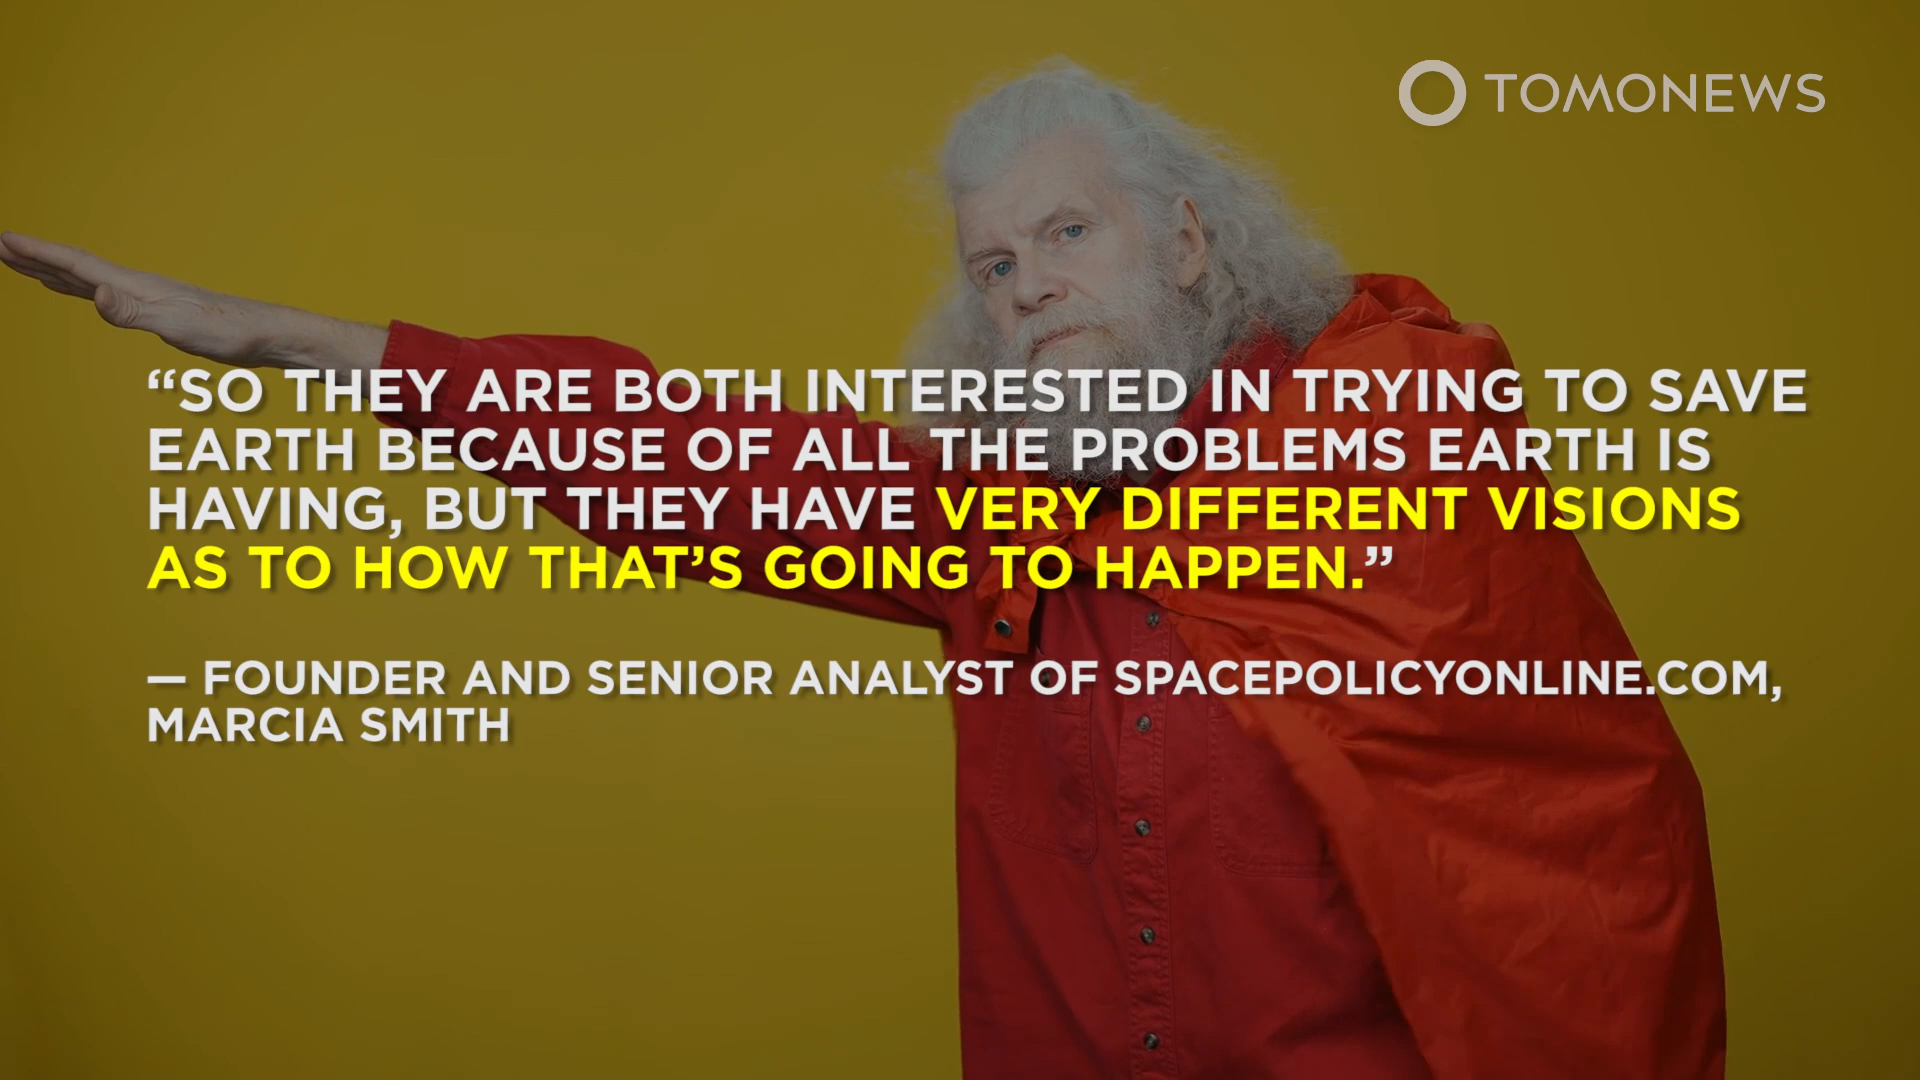 TOMONEWS
“SO THEY ARE BOTH INTERESTED IN TRYING TO SAVE
EARTH BECAUSE OF ALL THE PROBLEMS EARTH IS
HAVING, BUT THEY HAVE VERY DIFFERENT VISIONS
AS TO HOW THAT’S GOING TO HAPPEN.”
— FOUNDER AND SENIOR ANALYST OF SPACEPOLICYONLINE.COM,
MARCIA SMITH